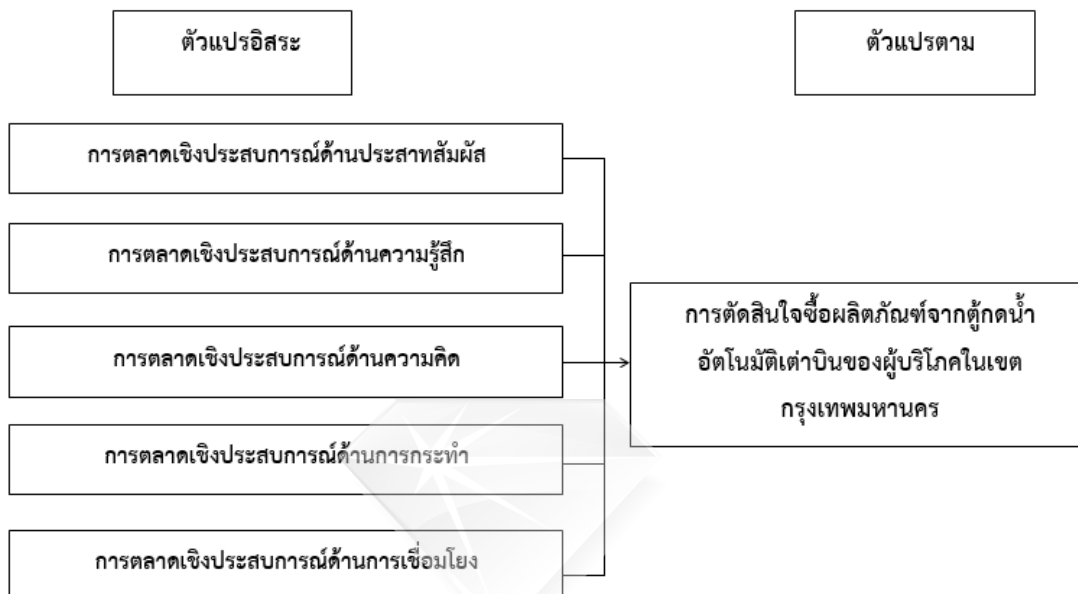 ตัวแปรอิสระ
ตัวแปรตาม
การตลาดเชิงประสบการณ์ด้านประสาทสัมผัส
การตลาดเชิงประสบการณ์ด้านความรู้สึก
การตลาดเชิงประสบการณ์ด้านความคิด
การตลาดเชิงประสบการณ์ด้านการกระทำ
การตลาดเชิงประสบการณ์ด้านการเชื่อมโยง
การตัดสินใจซื้อผลิตภัณฑ์จากตู้กดน้ำ
อัตโนมัติเต่าบินของผู้บริโภคในเขต
กรุงเทพมหานคร